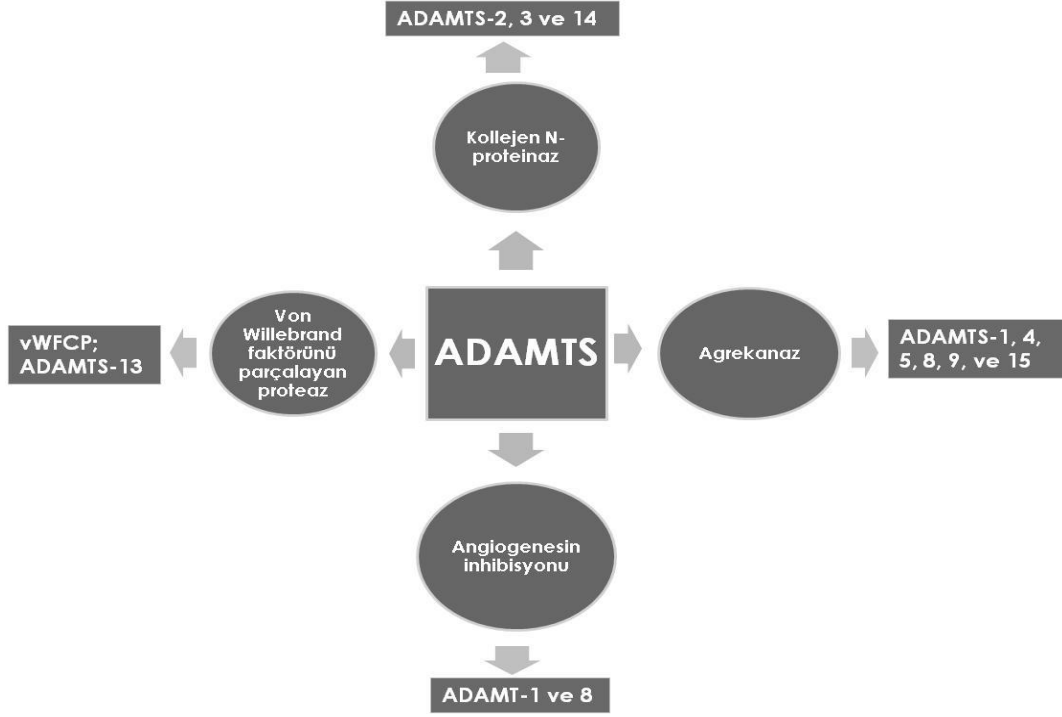 ADAMTS-2, 3 ve 14
Kollejen N-
proteinaz
Von
Willebrand
faktörünü
parçalayan
proteaz
vWFCP;
ADAMTS-13
ADAMTS
Agrekanaz
ADAMTS-1, 4,
5, 8, 9, ve 15
Angiogenesin
inhibisyonu
ADAMT-1 ve 8